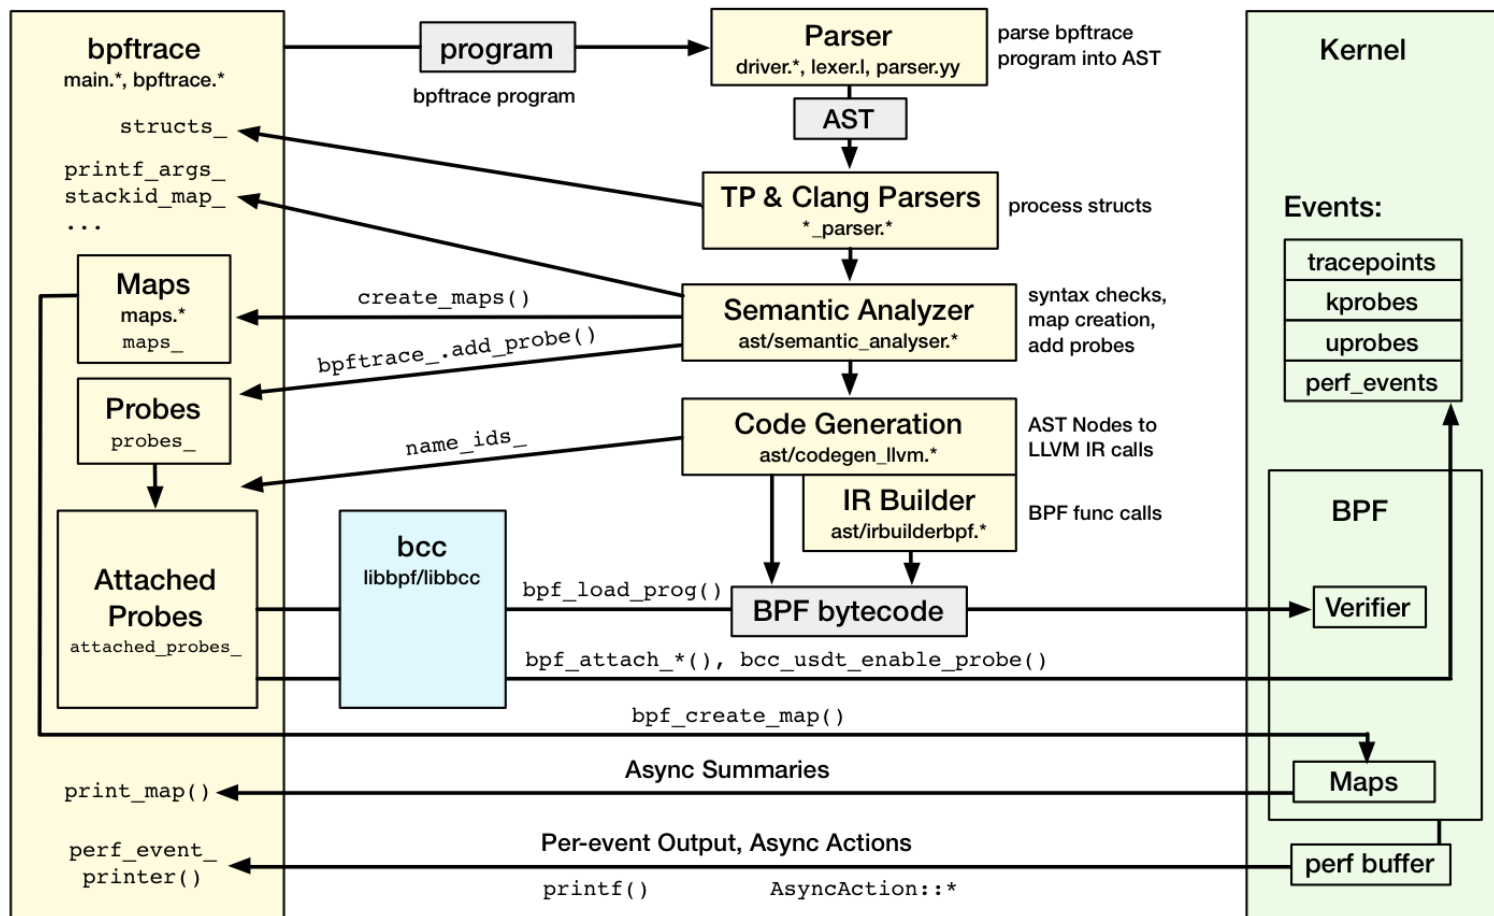 bpftrace
main.*, bpftrace.*
structs_
printf_args_
stackid_map_
...
Maps
maps.*
maps_
Probes
probes_
Attached
Probes
attached_probes_
print_map()
perf_event_
printer()
program
bpftrace program
Parser
driver.*, lexer.l, parser.yy
parse bpftrace
program into AST
AST
TP & Clang Parsers
*_parser.*
process structs
create_maps()
Semantic Analyzer
ast/semantic_analyser.*
syntax checks,
map creation,
add probes
bpftrace_.add_probe()
name_ids_
Code Generation
ast/codegen_llvm.*
AST Nodes to
LLVM IR calls
IR Builder
ast/irbuilderbpf.*
BPF func calls
bcc
libbpf/libbcc
bpf_load_prog()
BPF bytecode
bpf_attach_*(), bcc_usdt_enable_probe()
bpf_create_map()
Async Summaries
Per-event Output, Async Actions
printf()
AsyncAction::*
Kernel
Events:
tracepoints
kprobes
uprobes
perf_events
BPF
Verifier
Maps
perf buffer